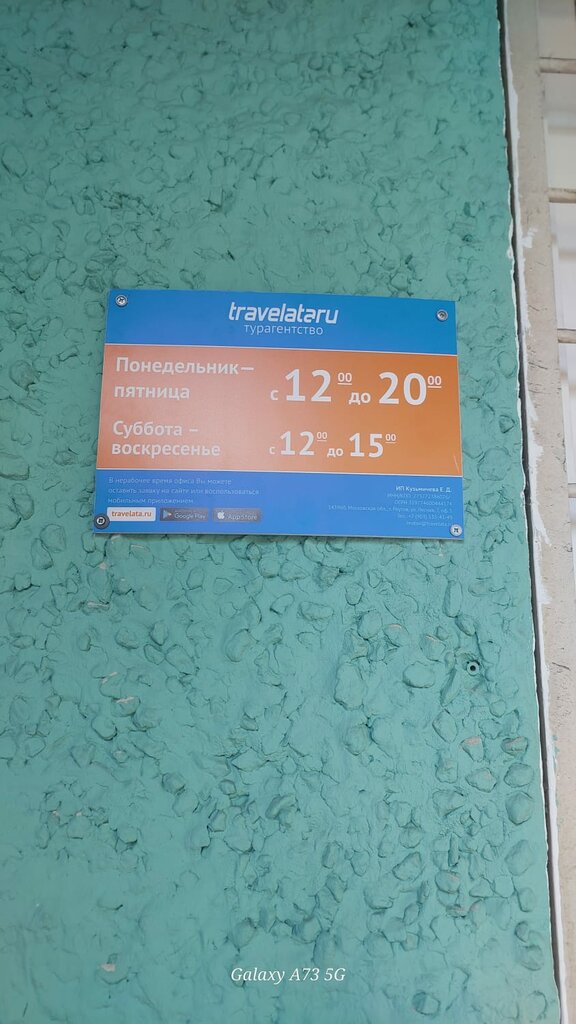 travelata.ru
турагентство
Понедельник—
пятница
с 12 00 до 20 00
Суббота –
воскресенье
с 12 00 до 15 00
В нерабочее время офиса Вы можете
оставить заявку на сайте или воспользоваться
мобильным приложением
travelata.ru Google Play App Store
ИП Кузьмичева Е. Д.
Galaxy A73 5G